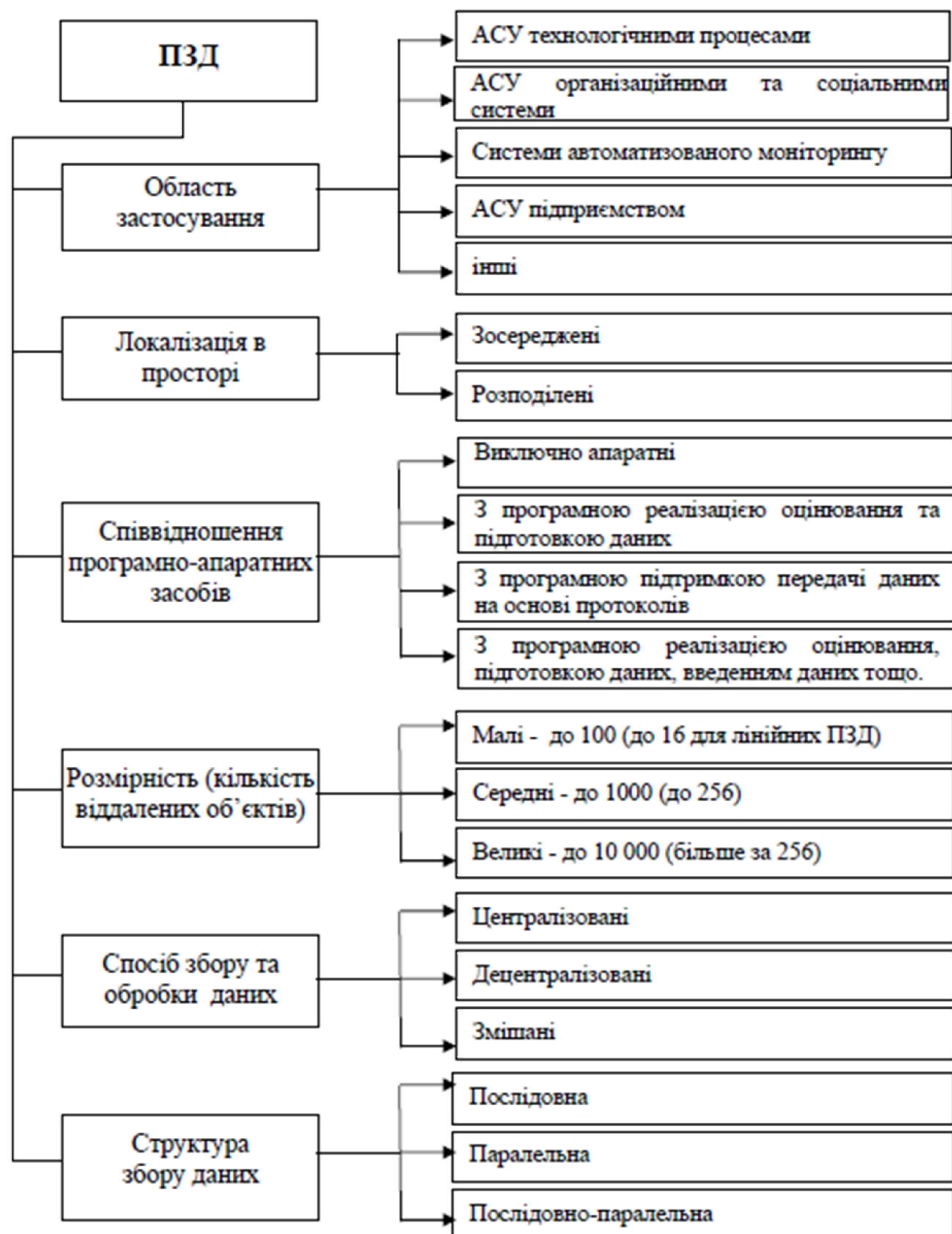 ПЗД
АСУ технологічними процесами
АСУ організаційними та соціальними
системи
Системи автоматизованого моніторингу
АСУ підприємством
інші
Область
застосування
Локалізація в
просторі
Зосереджені
Розподілені
Співвідношення
програмно-апаратних
засобів
Виключно апаратні
З програмною реалізацією оцінювання та
підготовкою даних
З програмною підтримкою передачі даних
на основі протоколів
З програмною реалізацією оцінювання,
підготовкою даних, введенням даних тощо.
Розмірність (кількість
віддалених об’єктів)
Малі - до 100 (до 16 для лінійних ПЗД)
Середні - до 1000 (до 256)
Великі - до 10 000 (більше за 256)
Спосіб збору та
обробки даних
Централізовані
Децентралізовані
Змішані
Структура
збору даних
Послідовна
Паралельна
Послідовно-паралельна